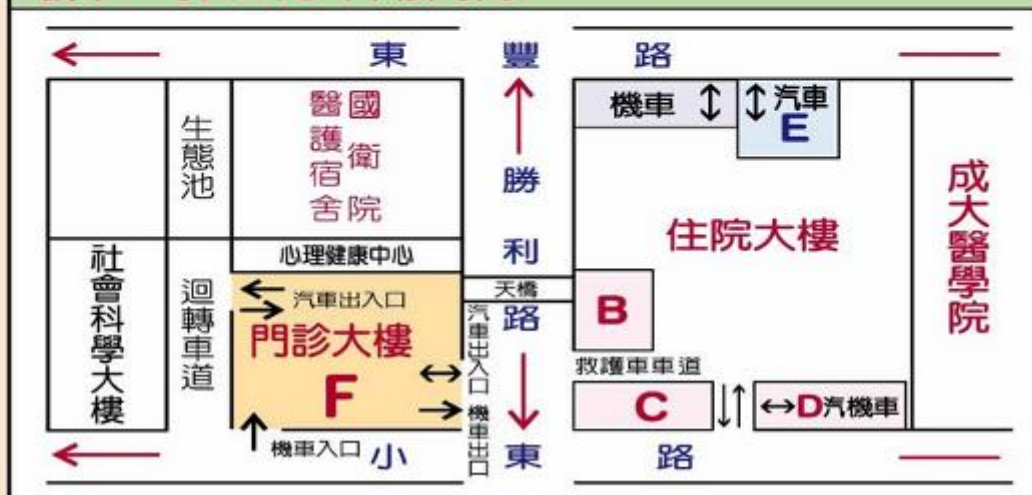 東豐路
機車
汽車
E
生態池
國衛院
醫護宿舍
勝利路
住院大樓
成大醫學院
心理健康中心
天橋
社會科學大樓
迴轉車道
汽車出入口
門診大樓
F
汽車出入口
機車出口
B
救護車車道
C
D汽機車
機車入口
小東路